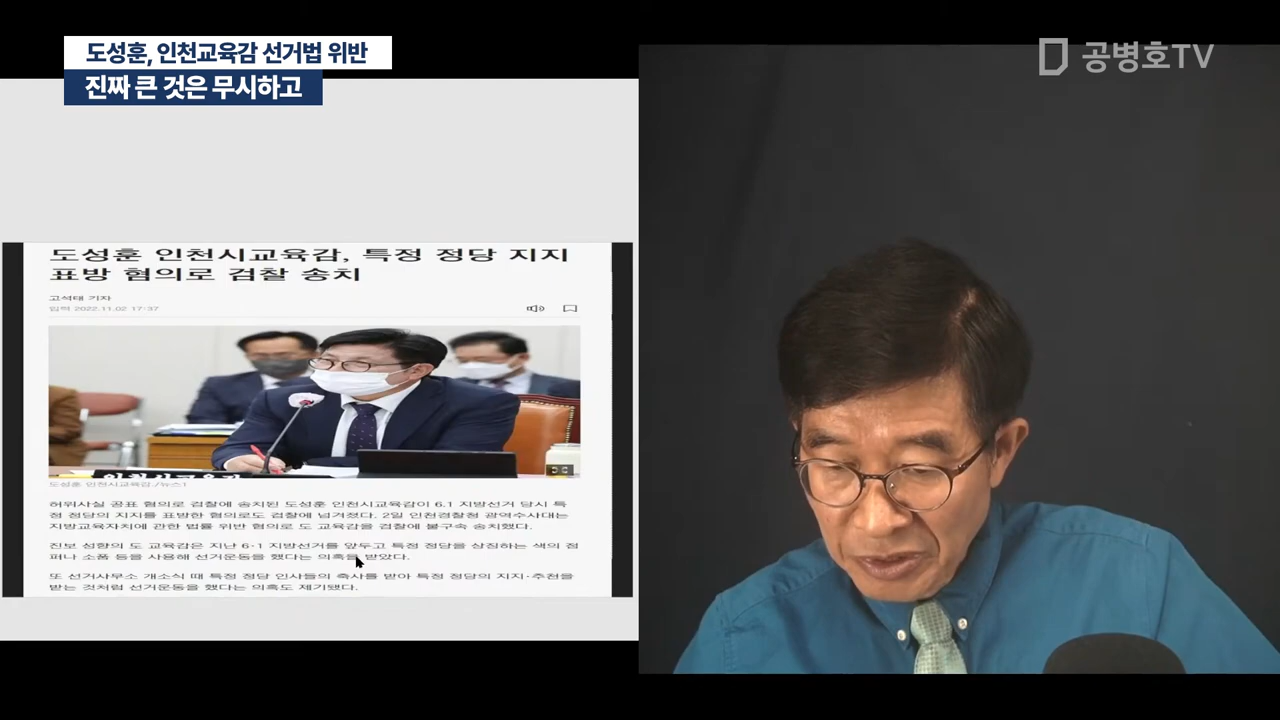 도성훈, 인천교육감 선거법 위반
진짜 큰 것은 무시하고
공병호TV
도성훈 인천시교육감, 특정 정당 지지
표방 혐의로 검찰 송치
고석태 기자
입력 2022.11.02 17:37
도성훈 인천시교육감./뉴스1
허위사실 공표 혐의로 검찰에 송치된 도성훈 인천시교육감이 6.1 지방선거 당시 특
정 정당의 지지를 표방한 혐의로도 검찰에 넘겨졌다. 2일 인천경찰청 광역수사대는
지방교육자치에 관한 법률 위반 혐의로 도 교육감을 검찰에 불구속 송치했다.
진보 성향의 도 교육감은 지난 6·1 지방선거를 앞두고 특정 정당을 상징하는 색의 점
퍼나 소품 등을 사용해 선거운동을 했다는 의혹을 받았다.
또 선거사무소 개소식 때 특정 정당 인사들의 축사를 받아 특정 정당의 지지·추천을
받는 것처럼 선거운동을 했다는 의혹도 제기됐다.